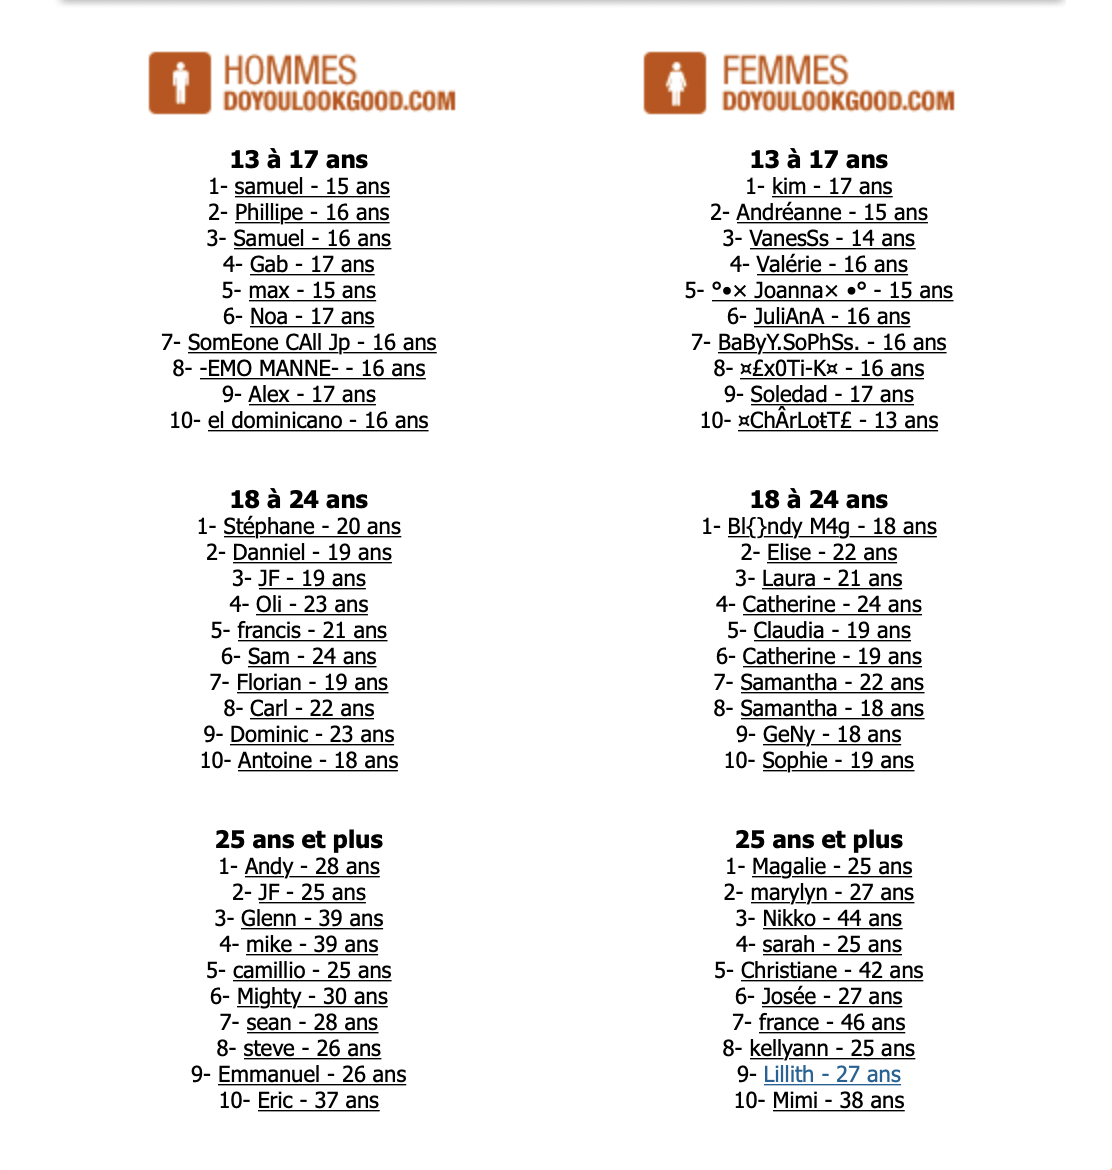 HOMMES
DOYOULOOKGOOD.COM
13 à 17 ans
1- samuel - 15 ans
2- Phillipe - 16 ans
3- Samuel - 16 ans
4- Gab - 17 ans
5- max - 15 ans
6- Noa - 17 ans
7- SomEone CAll Jp - 16 ans
8- -EMO MANNE- - 16 ans
9- Alex - 17 ans
10- el dominicano - 16 ans
18 à 24 ans
1- Stéphane - 20 ans
2- Danniel - 19 ans
3- JF - 19 ans
4- Oli - 23 ans
5- francis - 21 ans
6- Sam - 24 ans
7- Florian - 19 ans
8- Carl - 22 ans
9- Dominic - 23 ans
10- Antoine - 18 ans
25 ans et plus
1- Andy - 28 ans
2- JF - 25 ans
3- Glenn - 39 ans
4- mike - 39 ans
5- camillio - 25 ans
6- Mighty - 30 ans
7- sean - 28 ans
8- steve - 26 ans
9- Emmanuel - 26 ans
10- Eric - 37 ans
FEMMES
DOYOULOOKGOOD.COM
13 à 17 ans
1- kim - 17 ans
2- Andréanne - 15 ans
3- VanesSs - 14 ans
4- Valérie - 16 ans
5- °•× Joanna× •° - 15 ans
6- JuliAnA - 16 ans
7- BaByY.SoPhSs. - 16 ans
8- ¤£x0Ti-K¤ - 16 ans
9- Soledad - 17 ans
10- ¤ChÂrLoŧT£ - 13 ans
18 à 24 ans
1- Bl{}ndy M4g - 18 ans
2- Elise - 22 ans
3- Laura - 21 ans
4- Catherine - 24 ans
5- Claudia - 19 ans
6- Catherine - 19 ans
7- Samantha - 22 ans
8- Samantha - 18 ans
9- GeNy - 18 ans
10- Sophie - 19 ans
25 ans et plus
1- Magalie - 25 ans
2- marylyn - 27 ans
3- Nikko - 44 ans
4- sarah - 25 ans
5- Christiane - 42 ans
6- Josée - 27 ans
7- france - 46 ans
8- kellyann - 25 ans
9- Lillith - 27 ans
10- Mimi - 38 ans